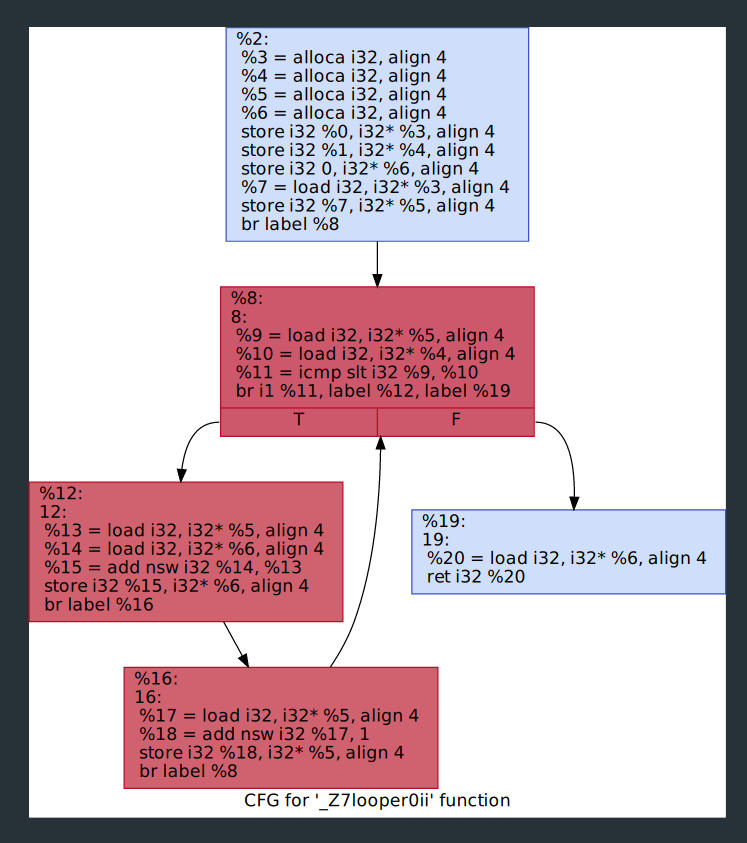 %2:
%3 = alloca i32, align 4
%4 = alloca i32, align 4
%5 = alloca i32, align 4
%6 = alloca i32, align 4
store i32 %0, i32* %3, align 4
store i32 %1, i32* %4, align 4
store i32 0, i32* %6, align 4
%7 = load i32, i32* %3, align 4
store i32 %7, i32* %5, align 4
br label %8
%8:
8:
%9 = load i32, i32* %5, align 4
%10 = load i32, i32* %4, align 4
%11 = icmp slt i32 %9, %10
br i1 %11, label %12, label %19
T
F
%12:
12:
%13 = load i32, i32* %5, align 4
%14 = load i32, i32* %6, align 4
%15 = add nsw i32 %14, %13
store i32 %15, i32* %6, align 4
br label %16
%19:
19:
%20 = load i32, i32* %6, align 4
ret i32 %20
%16:
16:
%17 = load i32, i32* %5, align 4
%18 = add nsw i32 %17, 1
store i32 %18, i32* %5, align 4
br label %8
CFG for '_Z7looper0ii' function